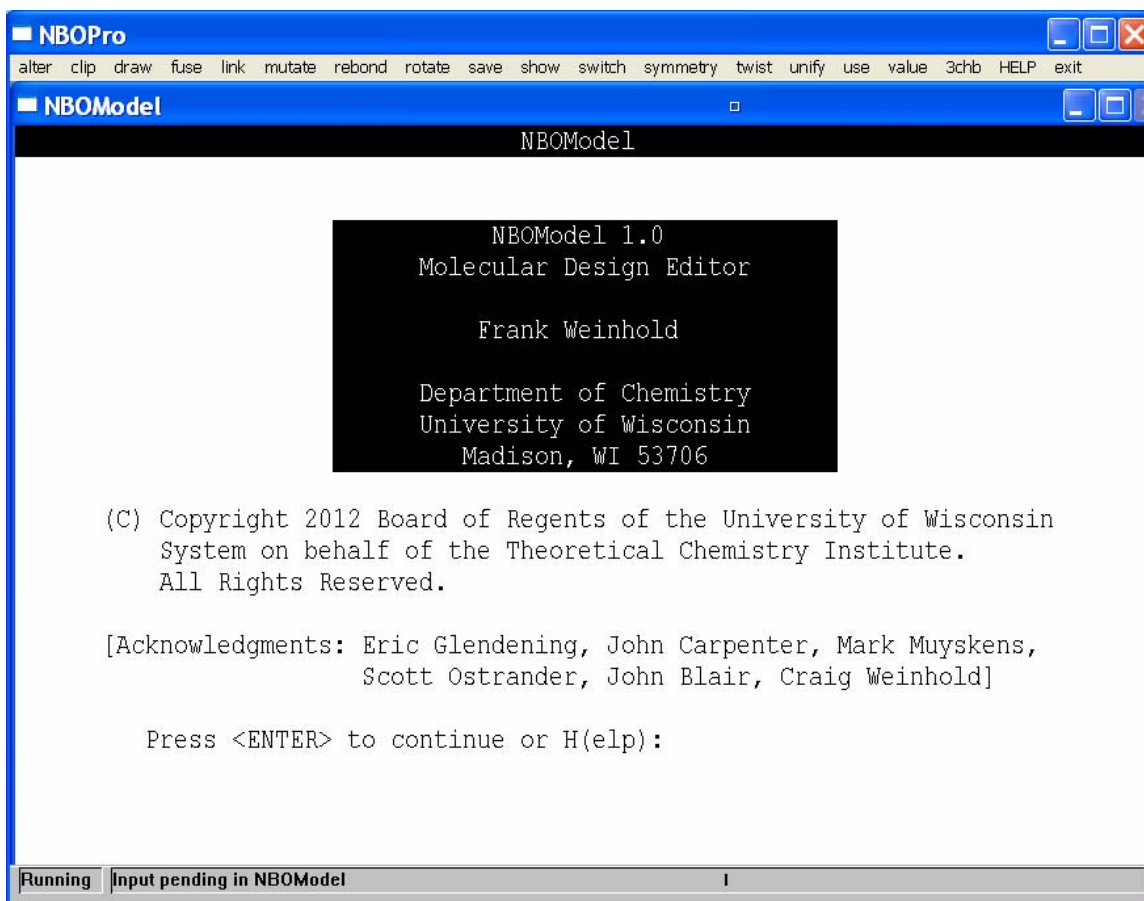 NBOPro
alter clip draw fuse link mutate rebond rotate save show switch symmetry twist unify use value 3chb HELP exit
NBOModel
NBOModel
NBOModel 1.0
Molecular Design Editor
Frank Weinhold
Department of Chemistry
University of Wisconsin
Madison, WI 53706
(C) Copyright 2012 Board of Regents of the University of Wisconsin
System on behalf of the Theoretical Chemistry Institute.
All Rights Reserved.
[Acknowledgments: Eric Glendening, John Carpenter, Mark Muyskens,
Scott Ostrander, John Blair, Craig Weinhold]
Press <ENTER> to continue or H(elp):
Running Input pending in NBOModel